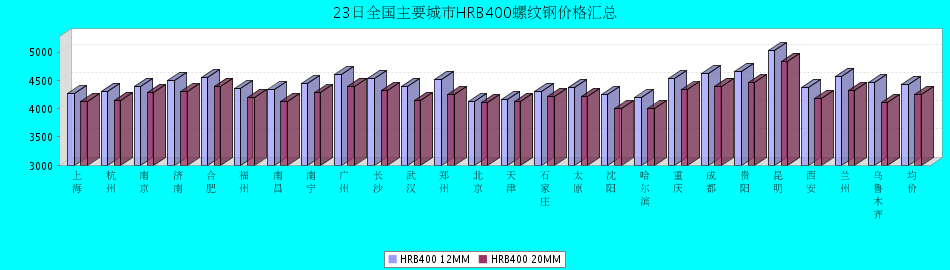 23日全国主要城市HRB400螺纹钢价格汇总
5000
4500
4000
3500
3000
上海
杭州
南京
济南
合肥
福州
南昌
南宁
广州
长沙
武汉
郑州
北京
天津
石家庄
太原
沈阳
哈尔滨
重庆
成都
贵阳
昆明
西安
兰州
乌鲁木齐
均价
HRB400 12MM HRB400 20MM